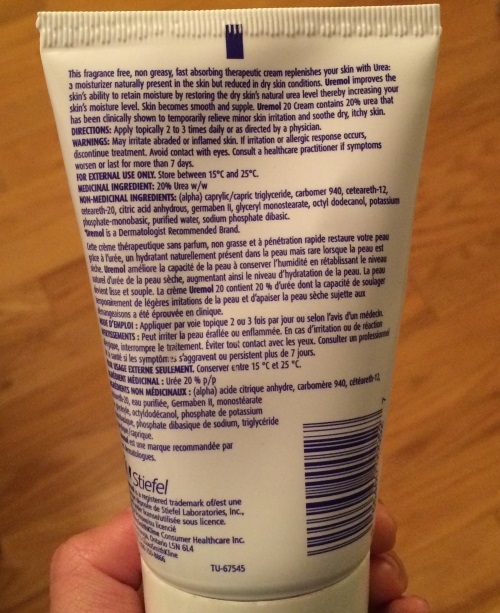 This fragrance free, non greasy, fast absorbing therapeutic cream replenishes your skin with Urea:
a moisturizer naturally present in the skin but reduced in dry skin conditions. Uremol improves the
skin's ability to retain moisture by restoring the dry skin's natural urea level thereby increasing your
skin's moisture level. Skin becomes smooth and supple. Uremol 20 Cream contains 20% urea that
has been clinically shown to temporarily relieve minor skin irritation and soothe dry, itchy skin.
DIRECTIONS: Apply topically 2 to 3 times daily or as directed by a physician.
WARNINGS: May irritate abraded or inflamed skin. If irritation or allergic response occurs,
discontinue treatment. Avoid contact with eyes. Consult a healthcare practitioner if symptoms
worsen or last for more than 7 days.
FOR EXTERNAL USE ONLY. Store between 15°C and 25°C.
MEDICINAL INGREDIENT: 20% Urea w/w
NON-MEDICINAL INGREDIENTS: (alpha) caprylic/capric triglyceride, carbomer 940, ceteareth-12,
ceteareth-20, citric acid anhydrous, germaben II, glyceryl monostearate, octyl dodecanol, potassium
phosphate-monobasic, purified water, sodium phosphate dibasic.
*Uremol is a Dermatologist Recommended Brand.
Cette crème thérapeutique sans parfum, non grasse et à pénétration rapide restaure votre peau
grâce à l'urée, un hydratant naturellement présent dans la peau mais rare lorsque la peau est
sèche. Uremol améliore la capacité de la peau à conserver l'humidité en rétablissant le niveau
naturel d'urée de la peau sèche, augmentant ainsi le niveau d'hydratation de la peau. La peau
devient lisse et souple. La crème Uremol 20 contient 20 % d'urée dont la capacité de soulager
temporairement de légères irritations de la peau et d'apaiser la peau sèche sujette aux
démangeaisons a été éprouvée en clinique.
D'EMPLOI : Appliquer par voie topique 2 ou 3 fois par jour ou selon l'avis d'un médecin.
: Peut irriter la peau éraflée ou enflammée. En cas d'irritation ou de réaction
interrompre le traitement. Éviter tout contact avec les yeux. Consulter un professionnel
santé si les symptômes s'aggravent ou persistent plus de 7 jours.
USAGE EXTERNE SEULEMENT. Conserver entre 15 °C et 25 °C.
MÉDICINAL : Urée 20 % p/p
NON MÉDICINAUX : (alpha) acide citrique anhydre, carbomère 940, cétéareth-12,
eau purifiée, Germaben II, monostéarate
octyldodécanol, phosphate de potassium
phosphate dibasique de sodium, triglycéride
/caprique.
est une marque recommandée par
Stiefel
a registered trademark of/est une
de Stiefel Laboratories, Inc.,
license/utilisée sous licence.
licencié
Consumer Healthcare Inc.
Ontario L5N 6L4
TU-67545